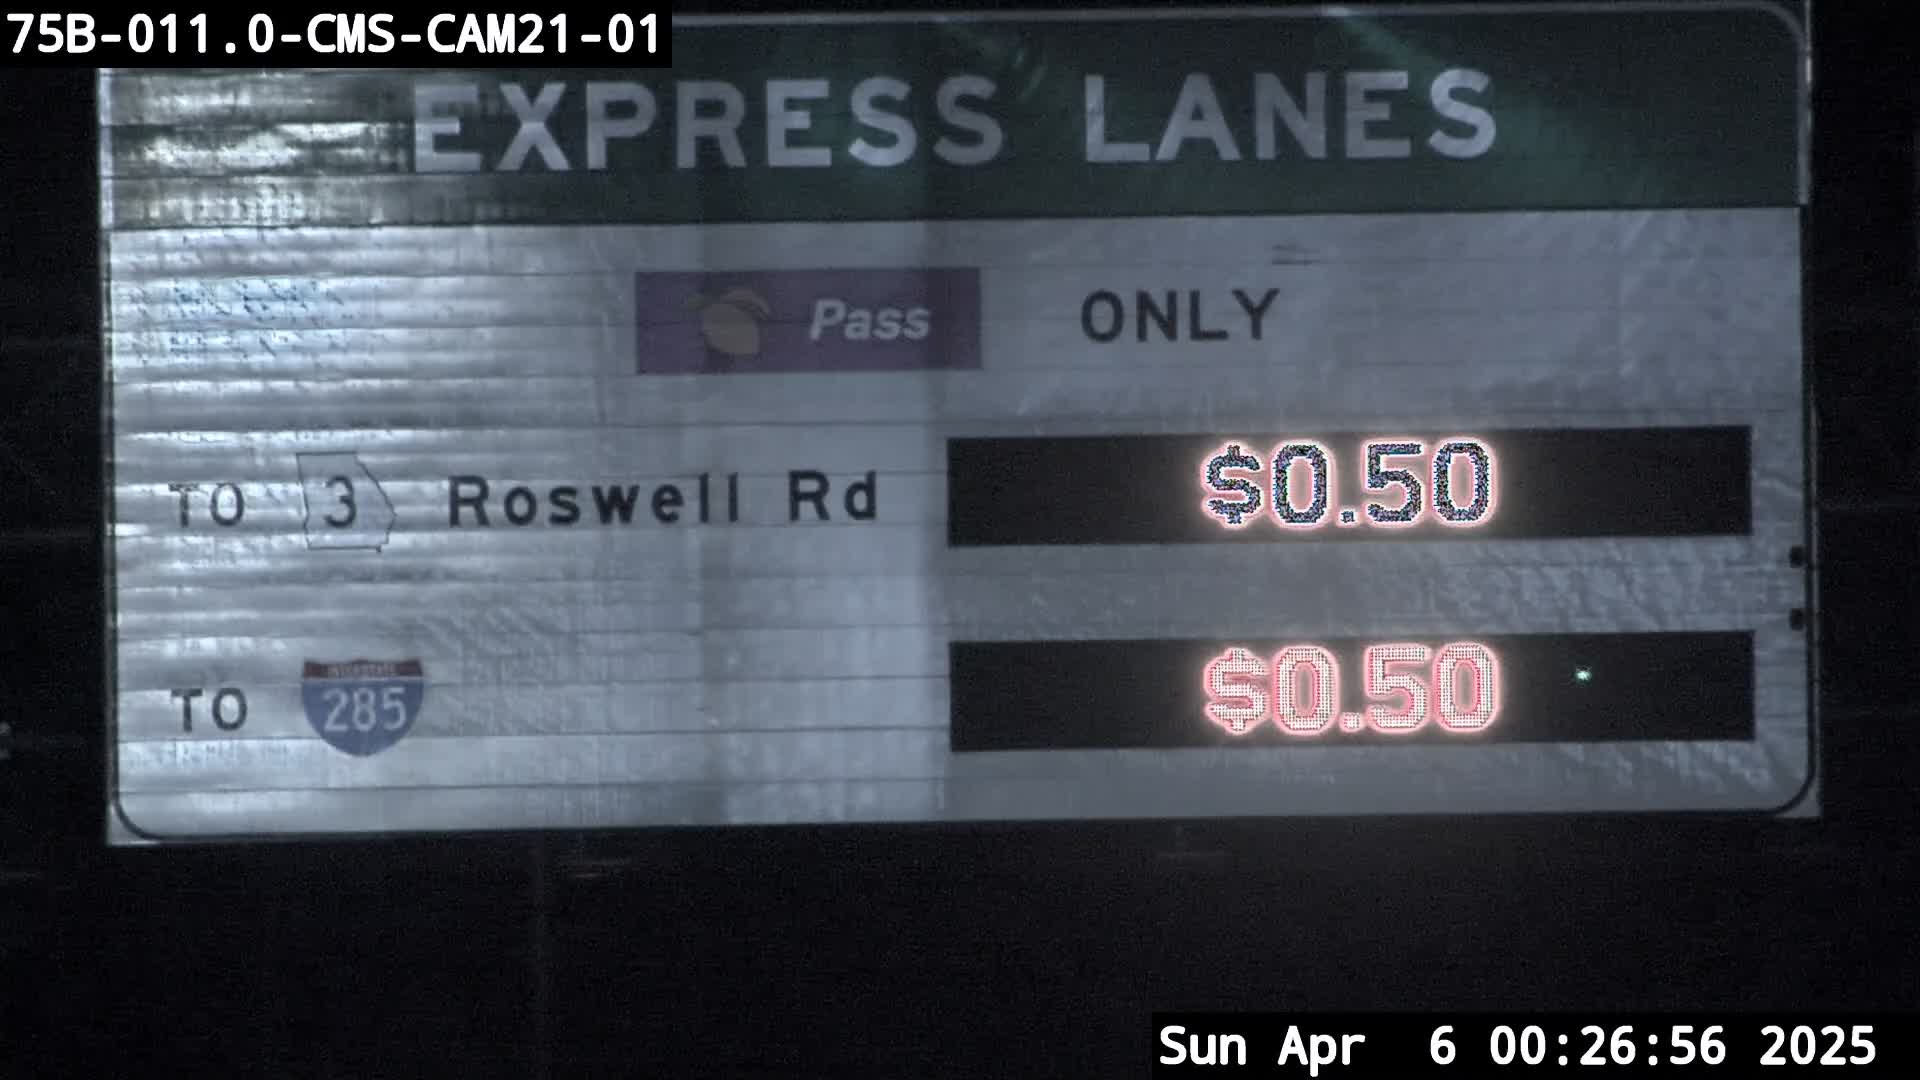 75B-011.0-CMS-CAM21-01
EXPRESS LANES
Pass ONLY
TO 3 Roswell Rd $0.50
INTERSTATE
TO 285 $0.50
Sun Apr 6 00:26:56 2025